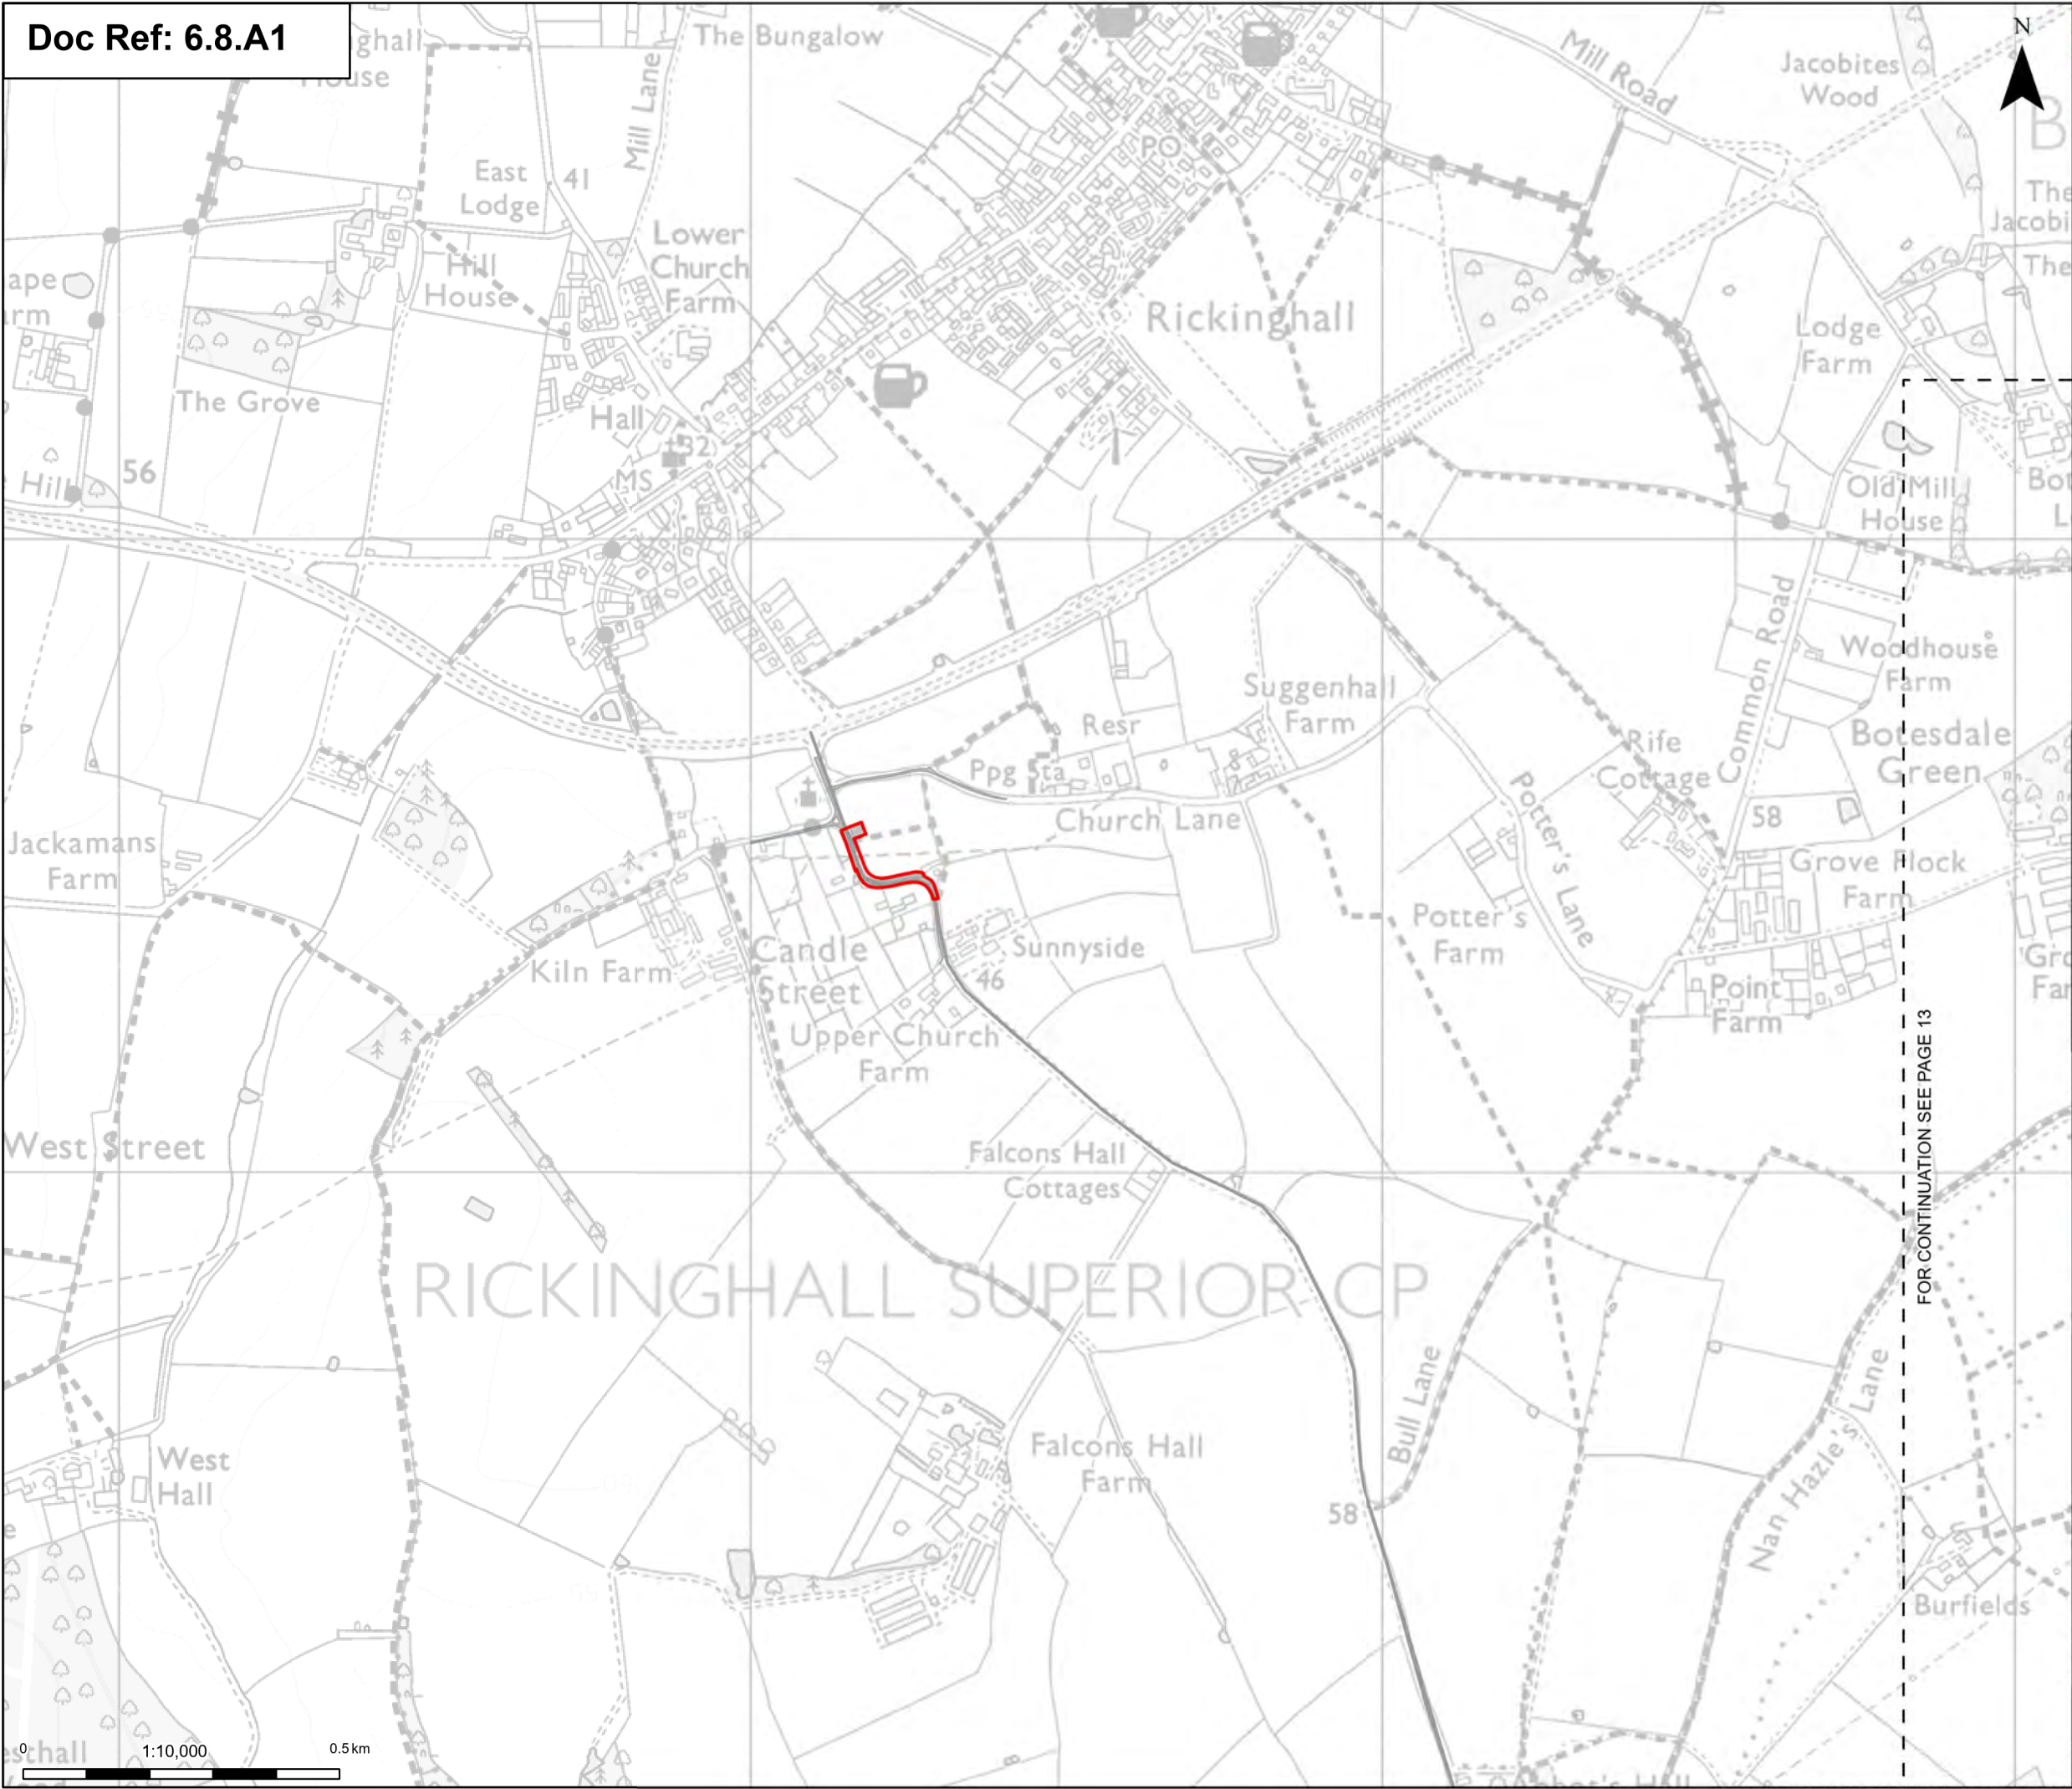 Doc Ref: 6.8.A1
The Bungalow
Mill Lane
Mill Road
Jacobites
Wood
N
East
Lodge
41
PO
Lower
Church
Farm
Hill
House
Rickinghall
Lodge
Farm
The Grove
Hall
32
MS
56
Hill
Old Mill
House
Common Road
Woodhouse
Farm
Suggenhall
Farm
Resr
Ppg Sta
Rife
Cottage
Botesdale
Green
Church Lane
58
Potter's Lane
Jackamans
Farm
Grove Flock
Farm
Potter's
Farm
Candle
Street
Sunnyside
46
Kiln Farm
Point
Farm
Upper Church
Farm
West Street
Falcons Hall
Cottages
FOR CONTINUATION SEE PAGE 13
RICKINGHALL SUPERIOR CP
Bull Lane
Nan Hazle's Lane
West
Hall
Falcons Hall
Farm
58
Burfields
0
1:10,000
0.5 km